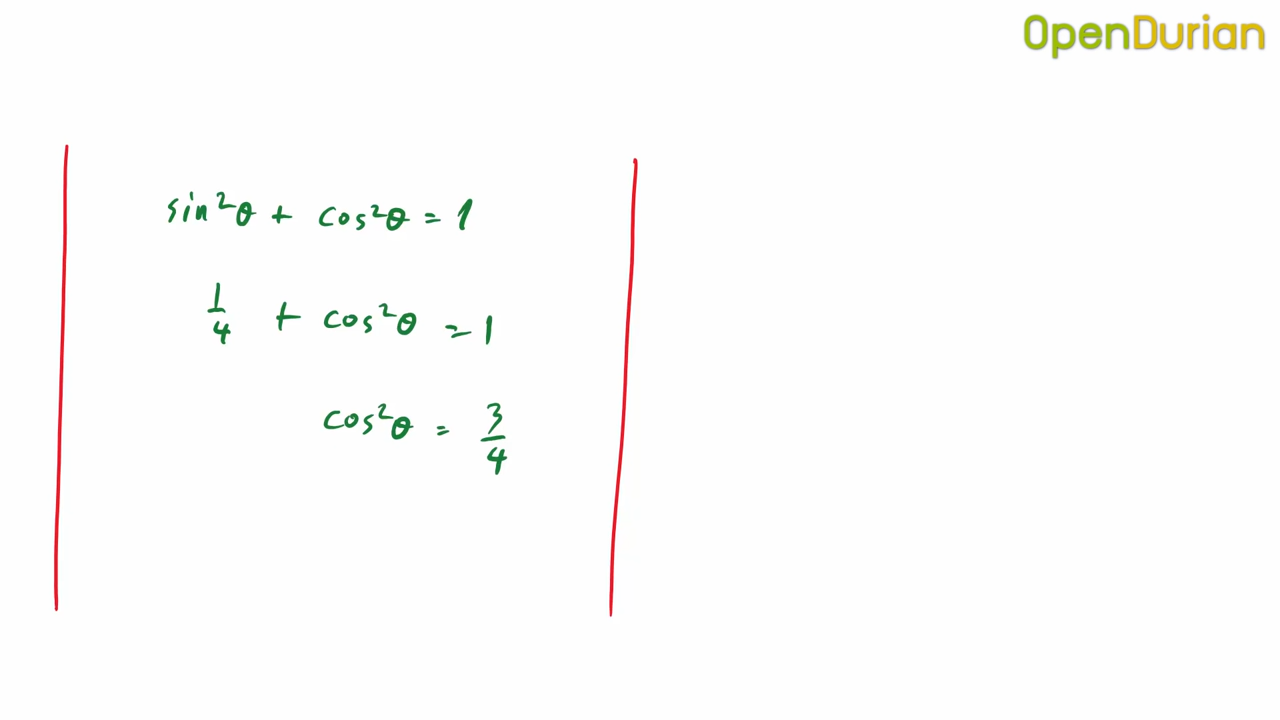 OpenDurian
sin²θ + cos²θ = 1
1/4 + cos²θ = 1
cos²θ = 3/4